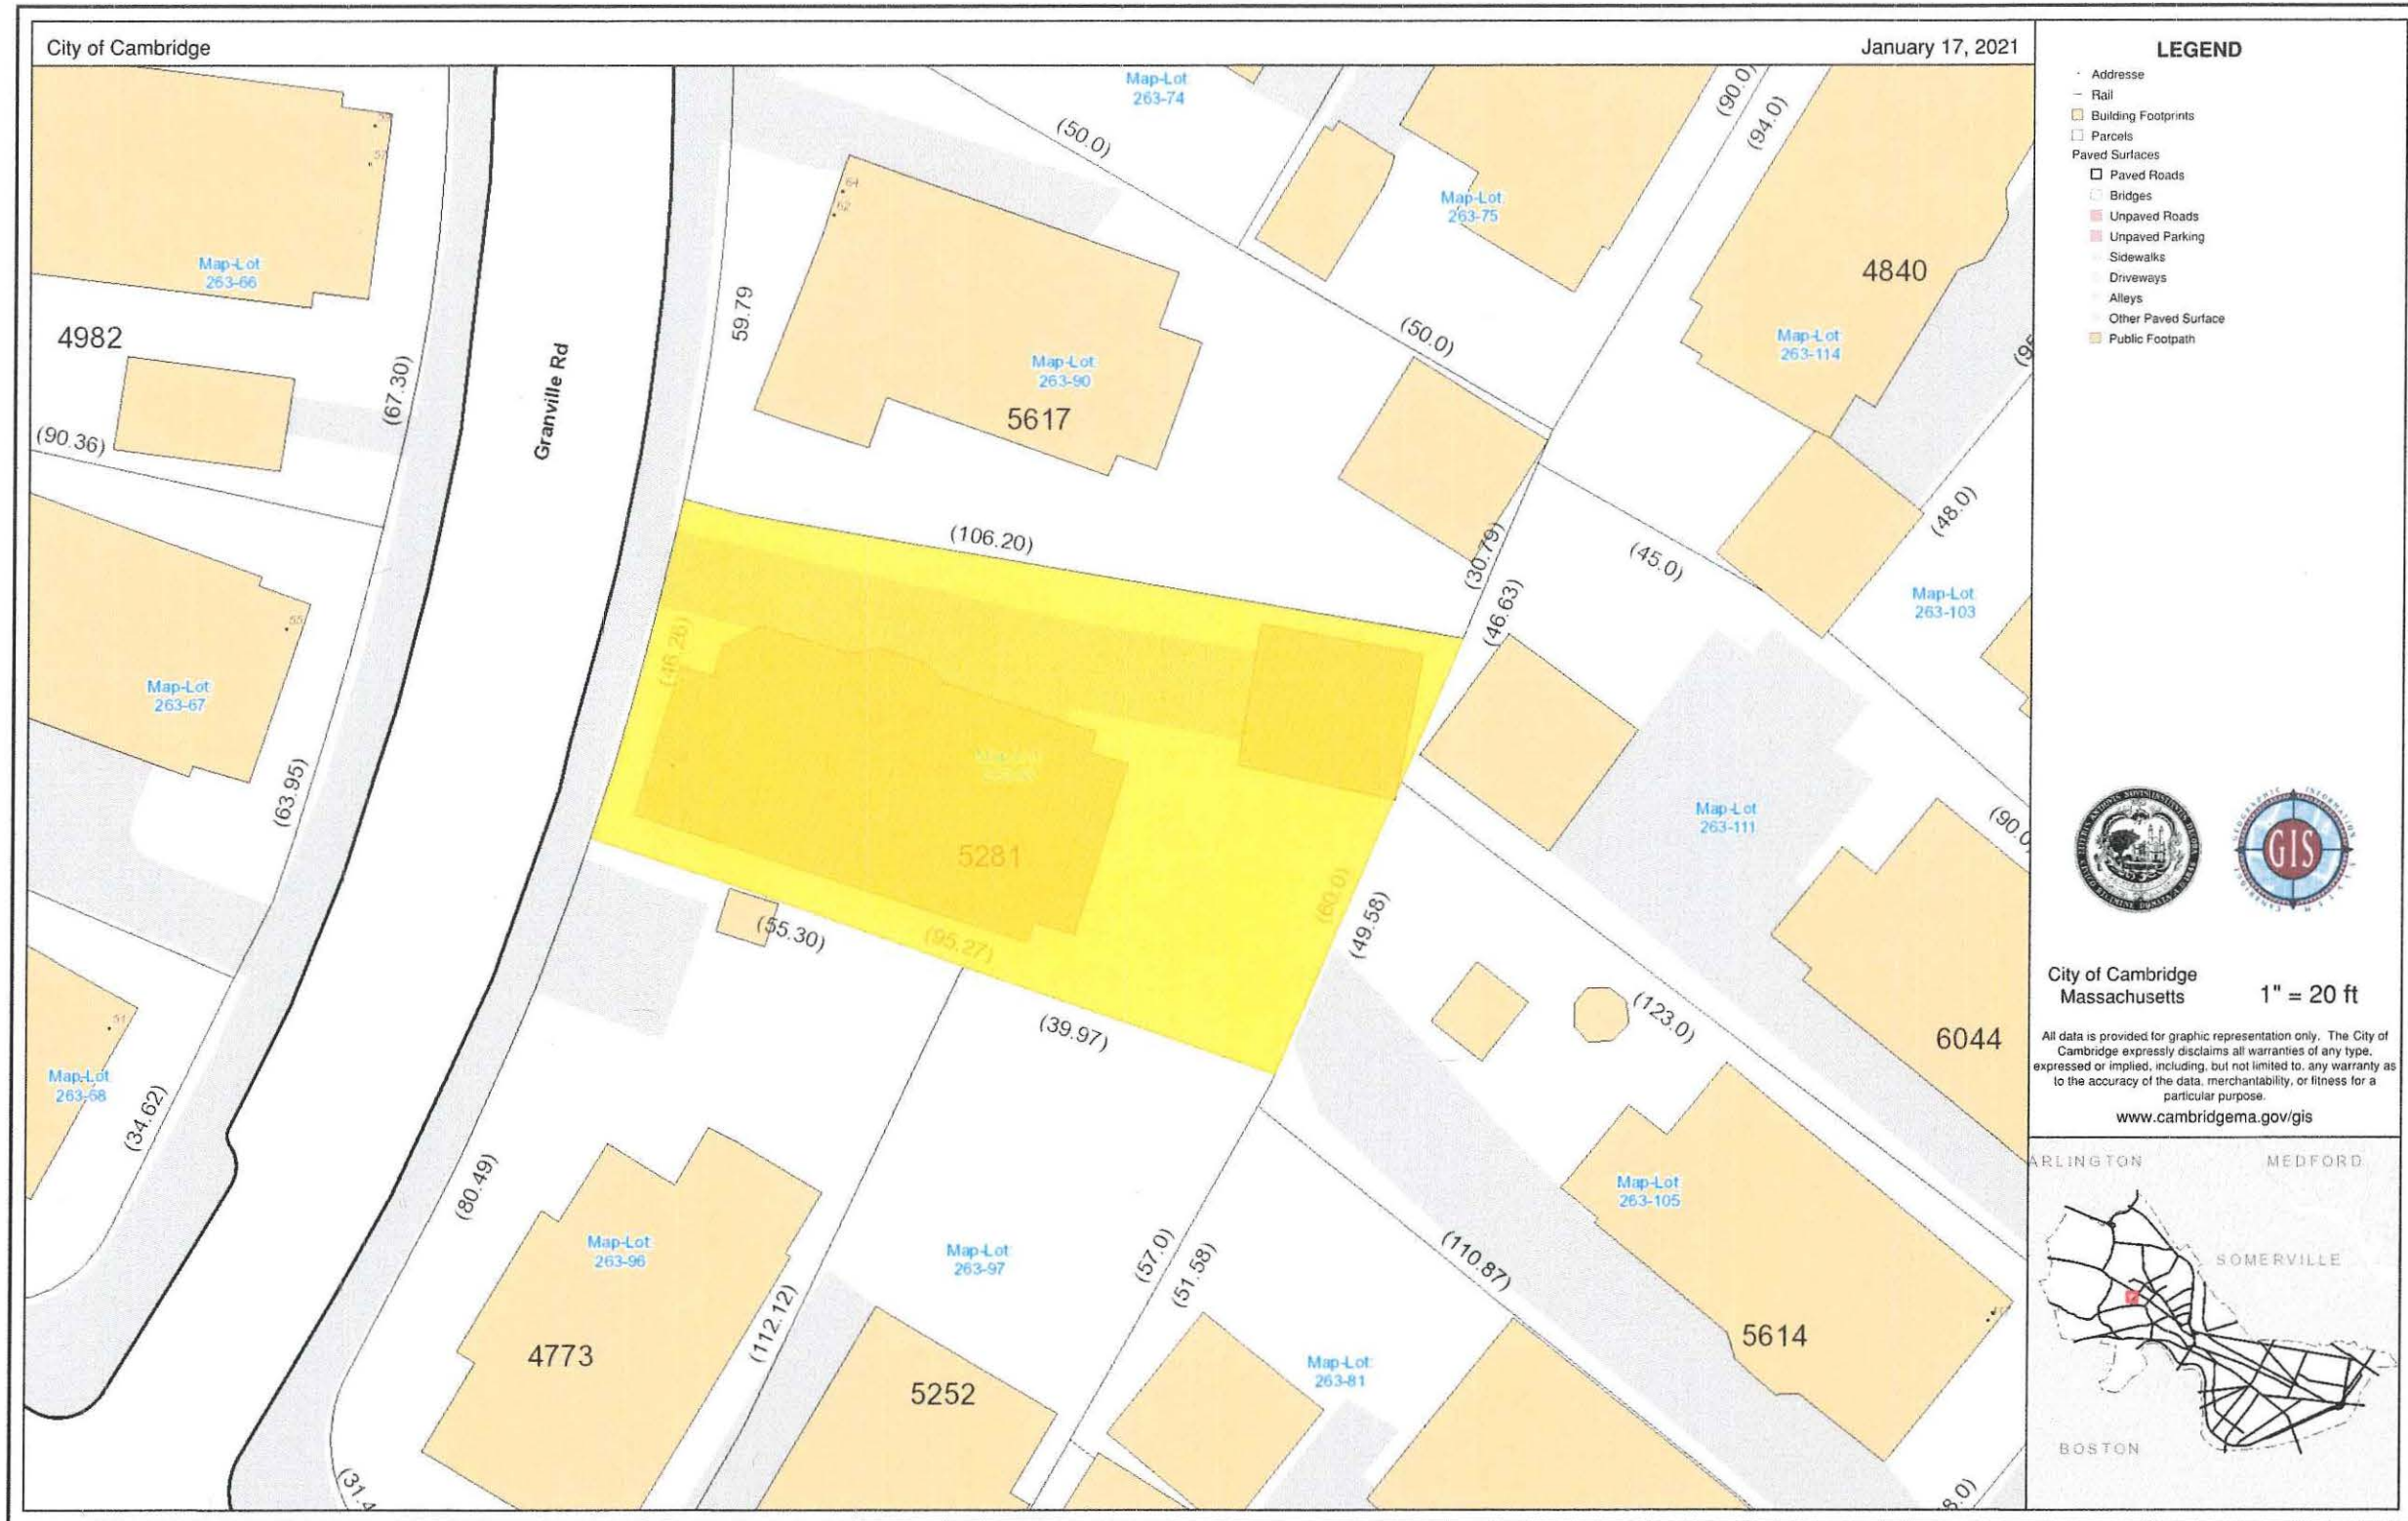 City of Cambridge
January 17, 2021
Map-Lot
263-74
(50.0)
(90.0)
(94.0)
64
62
Map-Lot
263-66
4982
(67.30)
Granville Rd
59.79
Map-Lot
263-90
5617
(50.0)
Map-Lot
263-75
4840
Map-Lot
263-114
(90.36)
(106.20)
(30.79)
(46.63)
(45.0)
(48.0)
Map-Lot
263-103
55
Map-Lot
263-67
(63.95)
(46.26)
5281
(55.30)
(95.27)
(60.0)
(49.58)
Map-Lot
263-111
(90.0
(39.97)
(123.0)
6044
51
Map-Lot
263-68
(34.62)
(80.49)
Map-Lot
263-96
4773
(112.12)
Map-Lot
263-97
5252
(57.0)
(51.58)
Map-Lot
263-105
(110.87)
5614
Map-Lot
263-81
(31.4
8.0)
LEGEND
Addresse
Rail
Building Footprints
Parcels
Paved Surfaces
Paved Roads
Bridges
Unpaved Roads
Unpaved Parking
Sidewalks
Driveways
Alleys
Other Paved Surface
Public Footpath
GIS
City of Cambridge
Massachusetts
1" = 20 ft
All data is provided for graphic representation only. The City of
Cambridge expressly disclaims all warranties of any type,
expressed or implied, including, but not limited to, any warranty as
to the accuracy of the data, merchantability, or fitness for a
particular purpose.
www.cambridgema.gov/gis
ARLINGTON
MEDFORD
SOMERVILLE
BOSTON